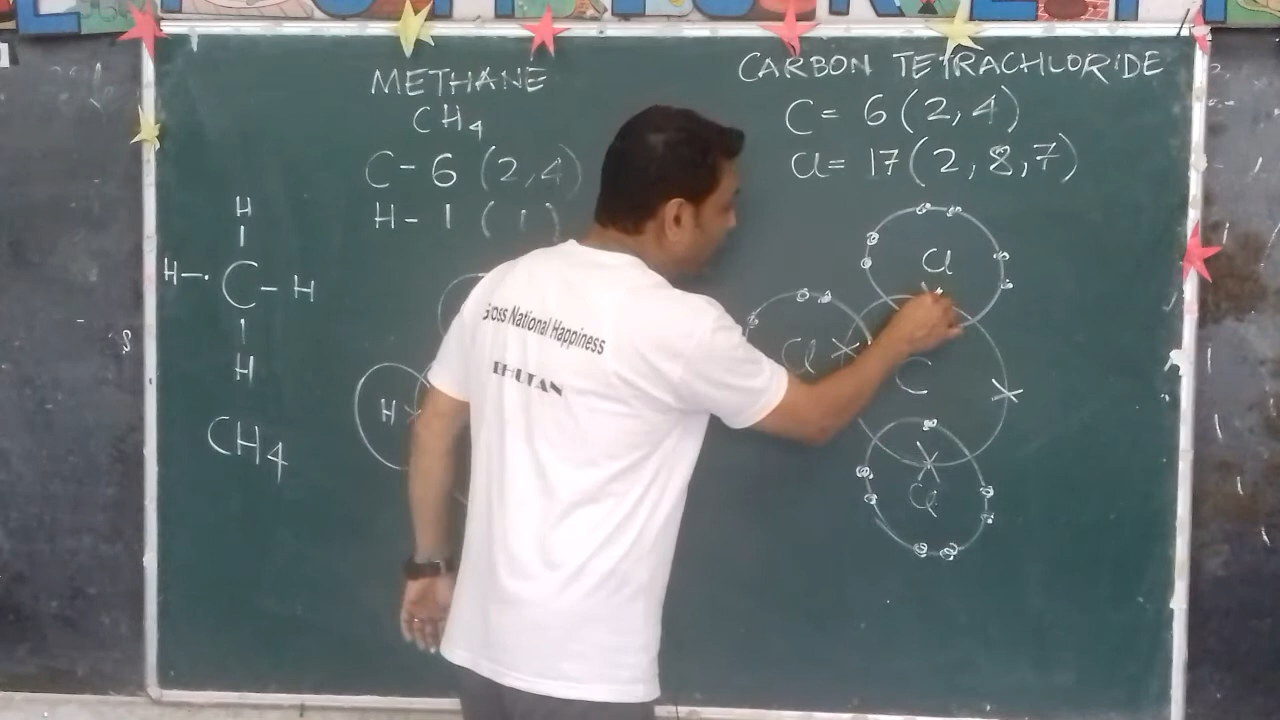 METHANE
CH4
C-6 (2,4)
H-1 (1)
H
H-C-H
H
CH4
H
Gross National Happiness
BHUTAN
CARBON TETRACHLORIDE
C= 6(2,4)
Cl= 17(2,8,7)
Cl
Cl
C
Cl